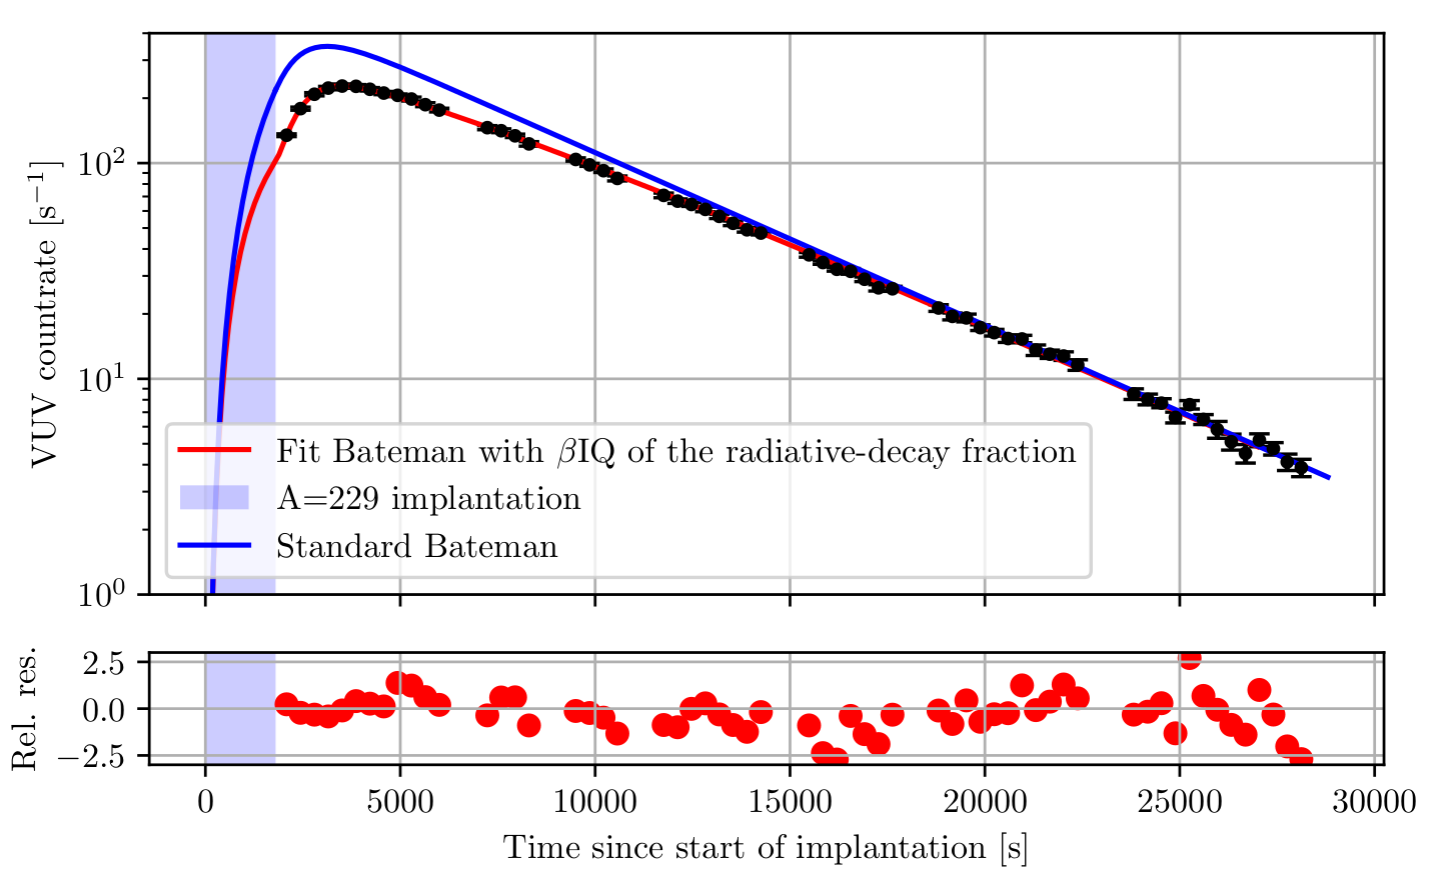 VUV countrate [s⁻¹]
10²
10¹
10⁰
Fit Bateman with βIQ of the radiative-decay fraction
A=229 implantation
Standard Bateman
Rel. res.
2.5
0.0
−2.5
0 5000 10000 15000 20000 25000 30000
Time since start of implantation [s]